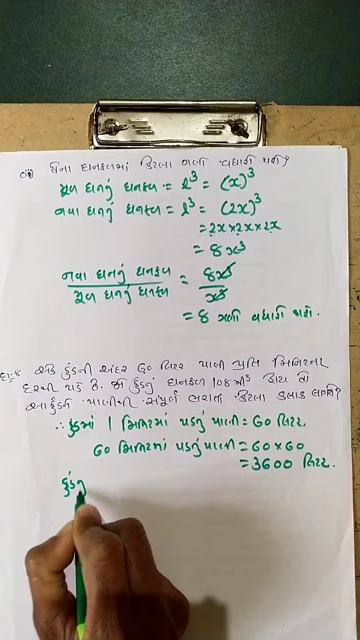 (ii) ઘનના ઘનફળમાં કેટલા ગણો વધારો થશે?
મૂળ ઘનનું ઘનફળ = l³ = (x)³
નવા ઘનનું ઘનફળ = l³ = (2x)³
= 2x × 2x × 2x
= 8x³
નવા ઘનનું ઘનફળ / મૂળ ઘનનું ઘનફળ = 8x³ / x³
= 8 ગણો વધારો થશે.
દા-8 એક કુંડની અંદર 60 લિટર પાણી પ્રતિ મિનિટના
દરથી પડે છે. જો કુંડનું ઘનફળ 108 મી³ હોય તો
આ કુંડને પાણીથી સંપૂર્ણ ભરાતાં કેટલા કલાક લાગશે?
∴ કુંડમાં 1 મિનિટમાં પડતું પાણી = 60 લિટર.
60 મિનિટમાં પડતું પાણી = 60 × 60
= 3600 લિટર.
કુંડનુ